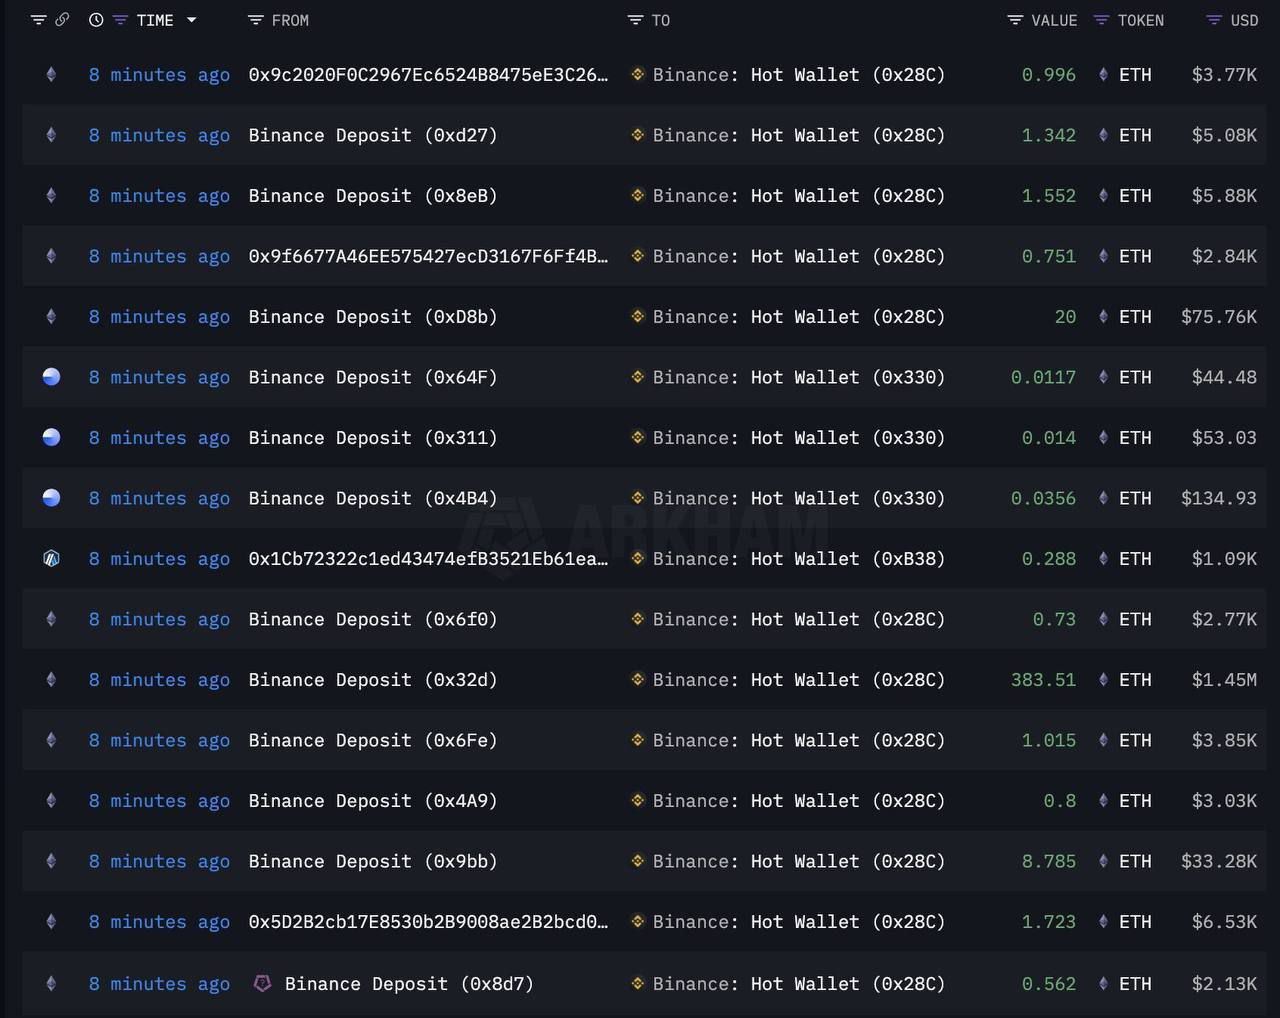 TIME FROM TO VALUE TOKEN USD
8 minutes ago 0x9c2020F0C2967Ec6524B8475eE3C26… Binance: Hot Wallet (0x28C) 0.996 ETH $3.77K
8 minutes ago Binance Deposit (0xd27) Binance: Hot Wallet (0x28C) 1.342 ETH $5.08K
8 minutes ago Binance Deposit (0x8eB) Binance: Hot Wallet (0x28C) 1.552 ETH $5.88K
8 minutes ago 0x9f6677A46EE575427ecD3167F6Ff4B… Binance: Hot Wallet (0x28C) 0.751 ETH $2.84K
8 minutes ago Binance Deposit (0xD8b) Binance: Hot Wallet (0x28C) 20 ETH $75.76K
8 minutes ago Binance Deposit (0x64F) Binance: Hot Wallet (0x330) 0.0117 ETH $44.48
8 minutes ago Binance Deposit (0x311) Binance: Hot Wallet (0x330) 0.014 ETH $53.03
8 minutes ago Binance Deposit (0x4B4) Binance: Hot Wallet (0x330) 0.0356 ETH $134.93
ARKHAM
8 minutes ago 0x1Cb72322c1ed43474efB3521Eb61ea… Binance: Hot Wallet (0xB38) 0.288 ETH $1.09K
8 minutes ago Binance Deposit (0x6f0) Binance: Hot Wallet (0x28C) 0.73 ETH $2.77K
8 minutes ago Binance Deposit (0x32d) Binance: Hot Wallet (0x28C) 383.51 ETH $1.45M
8 minutes ago Binance Deposit (0x6Fe) Binance: Hot Wallet (0x28C) 1.015 ETH $3.85K
8 minutes ago Binance Deposit (0x4A9) Binance: Hot Wallet (0x28C) 0.8 ETH $3.03K
8 minutes ago Binance Deposit (0x9bb) Binance: Hot Wallet (0x28C) 8.785 ETH $33.28K
8 minutes ago 0x5D2B2cb17E8530b2B9008ae2B2bcd0… Binance: Hot Wallet (0x28C) 1.723 ETH $6.53K
8 minutes ago Binance Deposit (0x8d7) Binance: Hot Wallet (0x28C) 0.562 ETH $2.13K